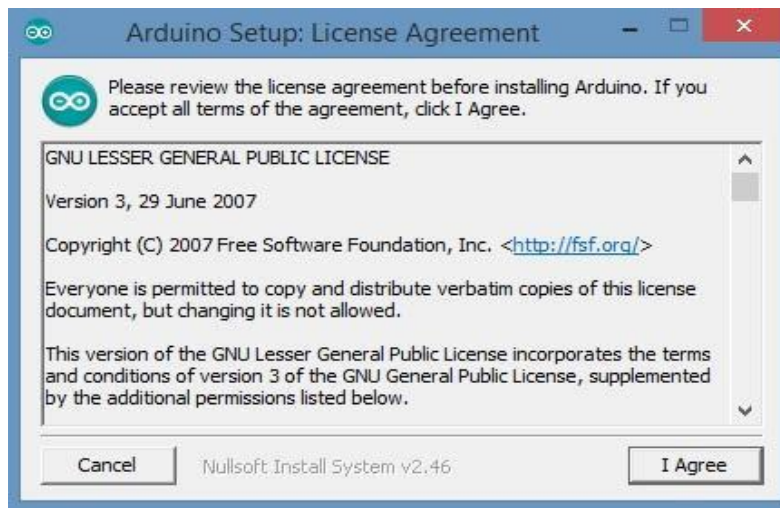 Arduino Setup: License Agreement
Please review the license agreement before installing Arduino. If you
accept all terms of the agreement, click I Agree.
GNU LESSER GENERAL PUBLIC LICENSE
Version 3, 29 June 2007
Copyright (C) 2007 Free Software Foundation, Inc. <http://fsf.org/>
Everyone is permitted to copy and distribute verbatim copies of this license
document, but changing it is not allowed.
This version of the GNU Lesser General Public License incorporates the terms
and conditions of version 3 of the GNU General Public License, supplemented
by the additional permissions listed below.
Cancel
Nullsoft Install System v2.46
I Agree